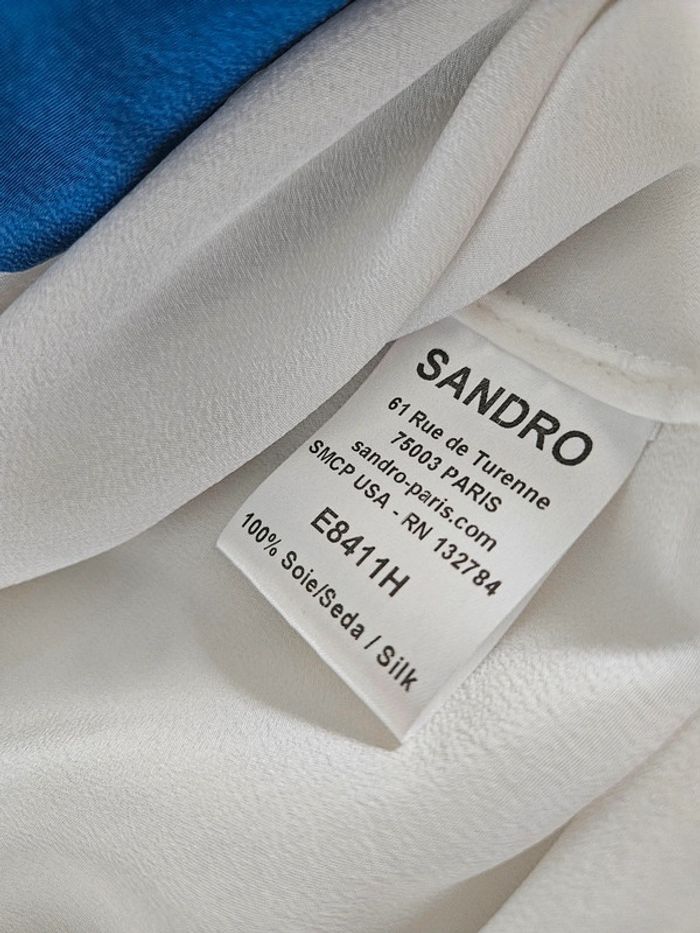 SANDRO
61 Rue de Turenne
75003 PARIS
sandro-paris.com
SMCP USA - RN 132784
E8411H
100% Soie/Seda / Silk